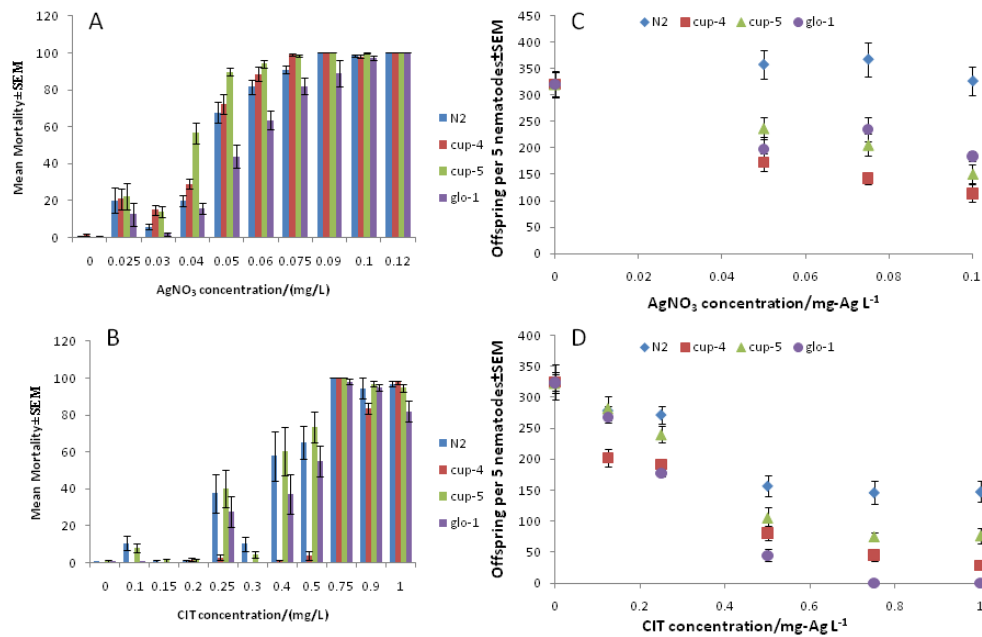 A
Mean Mortality±SEM
120
100
80
60
40
20
0
0 0.025 0.03 0.04 0.05 0.06 0.075 0.09 0.1 0.12
AgNO3 concentration/(mg/L)
N2
cup-4
cup-5
glo-1
C
N2 cup-4 cup-5 glo-1
Offspring per 5 nematodes±SEM
450
400
350
300
250
200
150
100
50
0
0 0.02 0.04 0.06 0.08 0.1
AgNO3 concentration/mg-Ag L-1
B
Mean Mortality±SEM
120
100
80
60
40
20
0
0 0.1 0.15 0.2 0.25 0.3 0.4 0.5 0.75 0.9 1
CIT concentration/(mg/L)
N2
cup-4
cup-5
glo-1
D
N2 cup-4 cup-5 glo-1
Offspring per 5 nematodes±SEM
400
350
300
250
200
150
100
50
0
0 0.2 0.4 0.6 0.8 1
CIT concentration/mg-Ag L-1